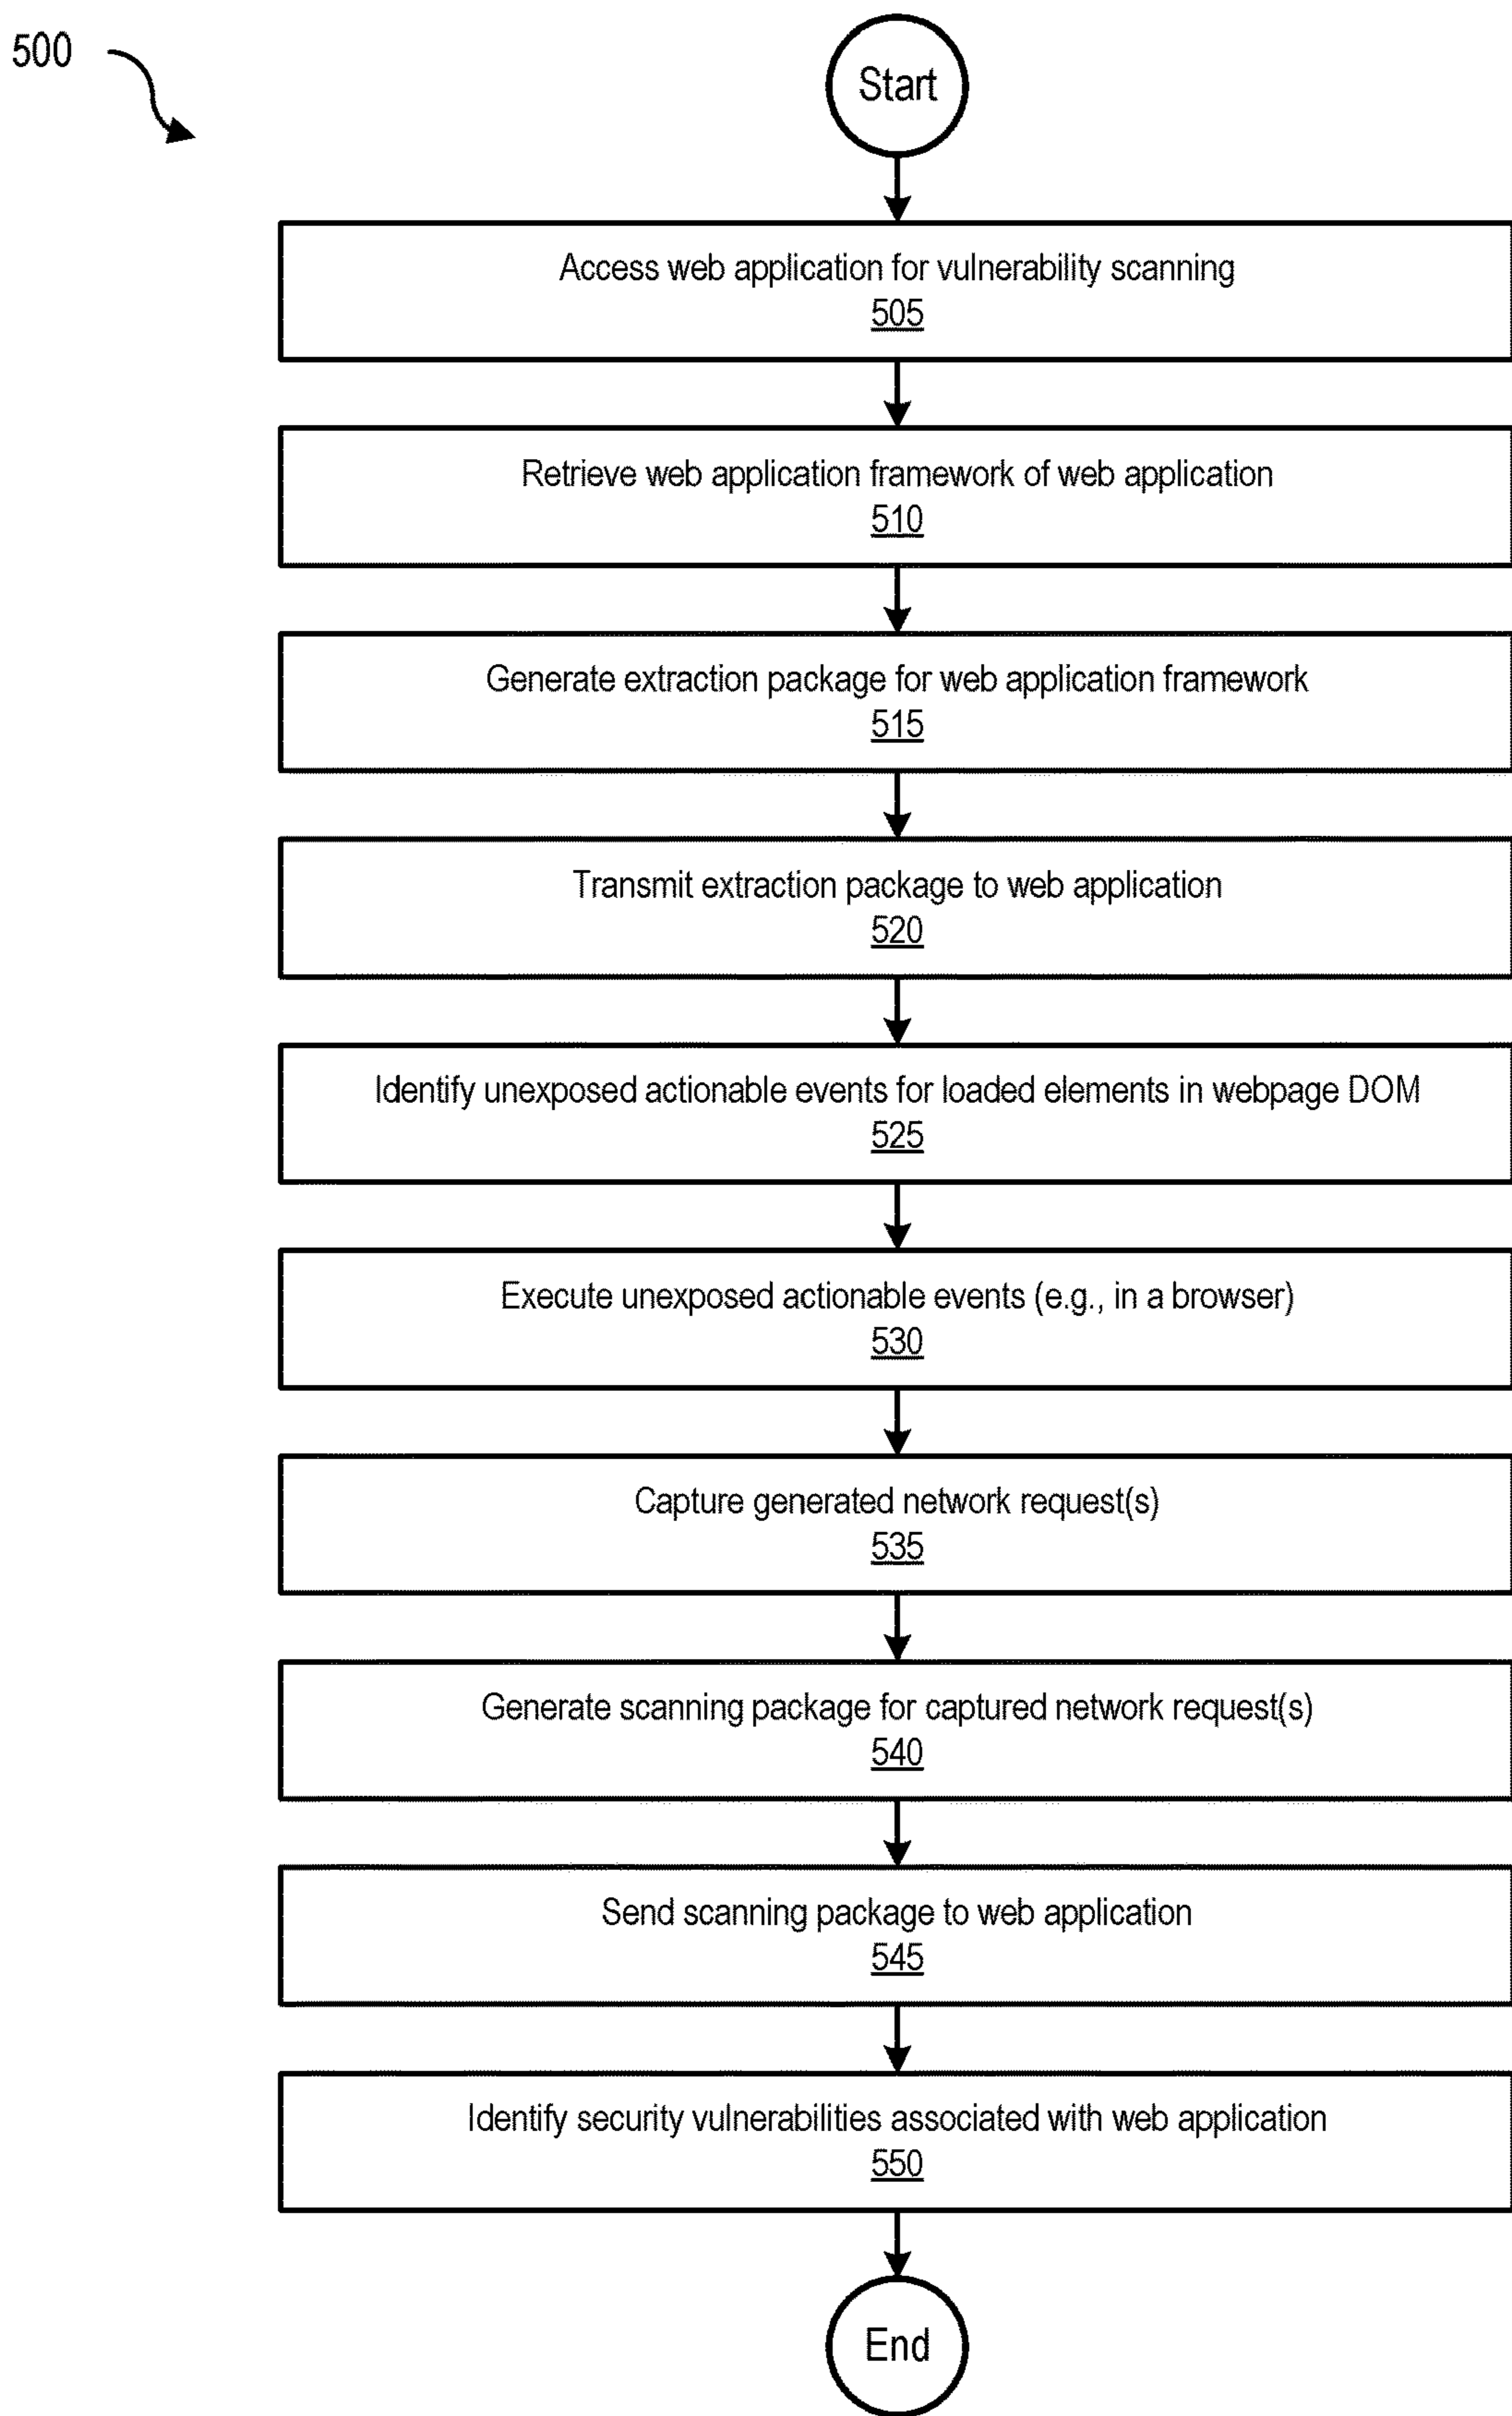 500
Start
Access web application for vulnerability scanning
505
Retrieve web application framework of web application
510
Generate extraction package for web application framework
515
Transmit extraction package to web application
520
Identify unexposed actionable events for loaded elements in webpage DOM
525
Execute unexposed actionable events (e.g., in a browser)
530
Capture generated network request(s)
535
Generate scanning package for captured network request(s)
540
Send scanning package to web application
545
Identify security vulnerabilities associated with web application
550
End